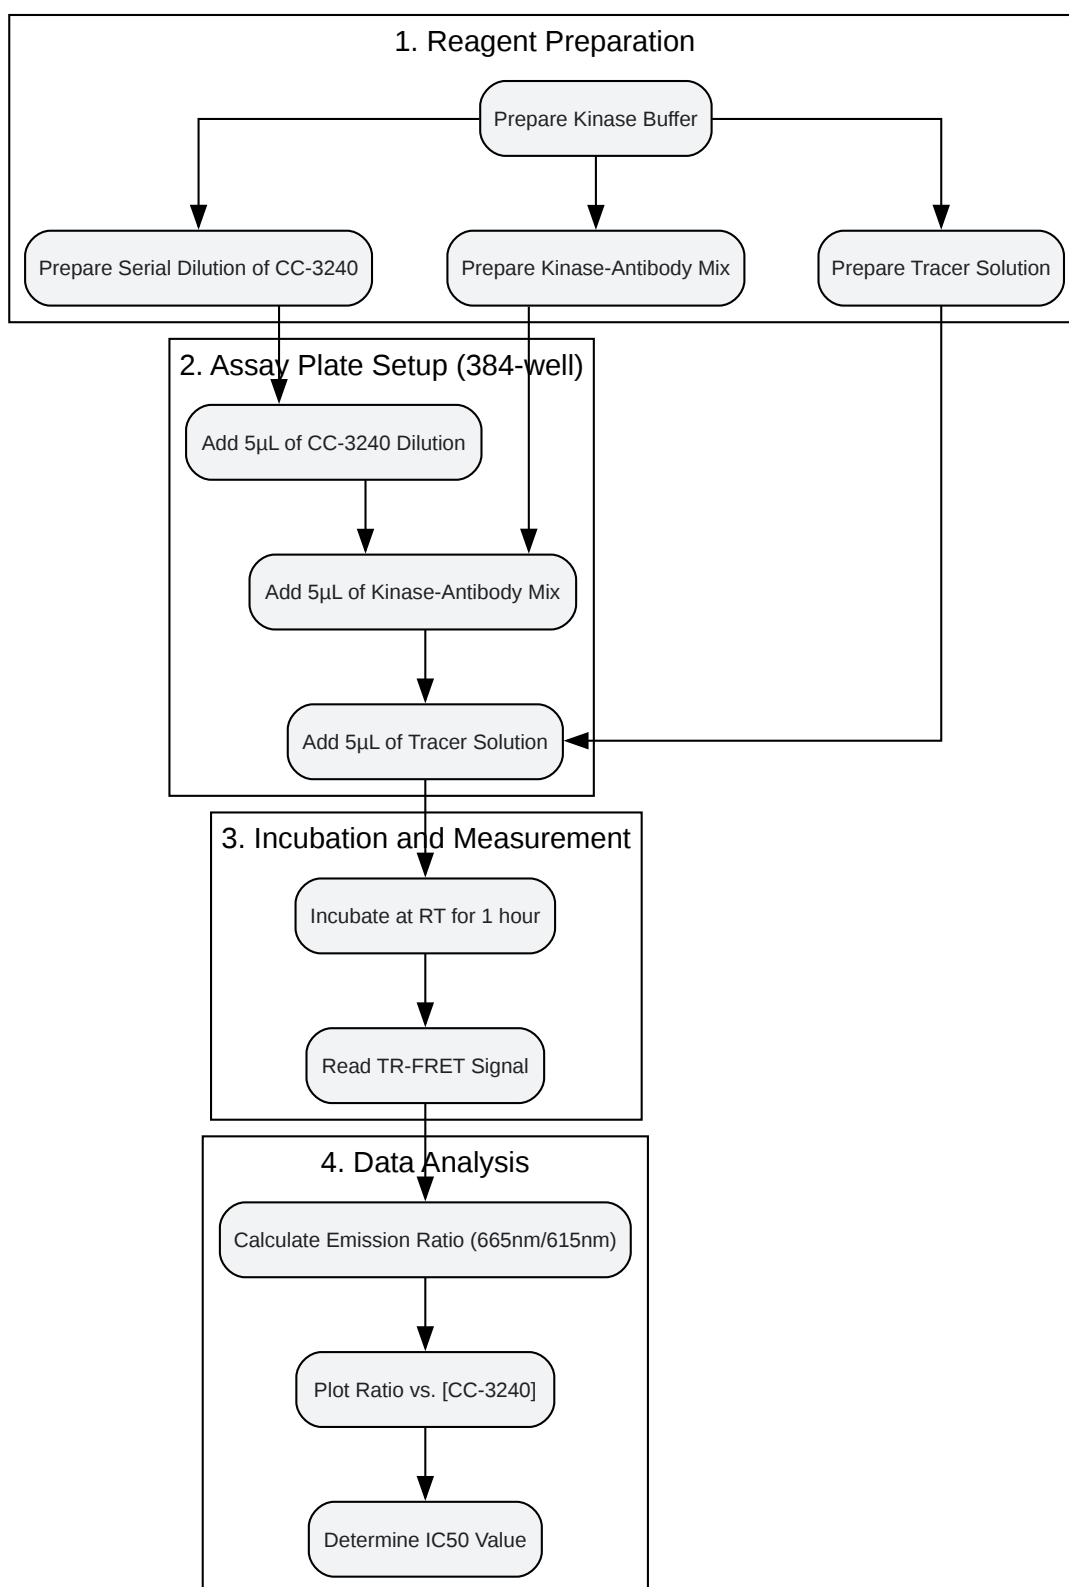 1. Reagent Preparation
Prepare Kinase Buffer
Prepare Serial Dilution of CC-3240
Prepare Kinase-Antibody Mix
Prepare Tracer Solution
2. Assay Plate Setup (384-well)
Add 5µL of CC-3240 Dilution
Add 5µL of Kinase-Antibody Mix
Add 5µL of Tracer Solution
3. Incubation and Measurement
Incubate at RT for 1 hour
Read TR-FRET Signal
4. Data Analysis
Calculate Emission Ratio (665nm/615nm)
Plot Ratio vs. [CC-3240]
Determine IC50 Value